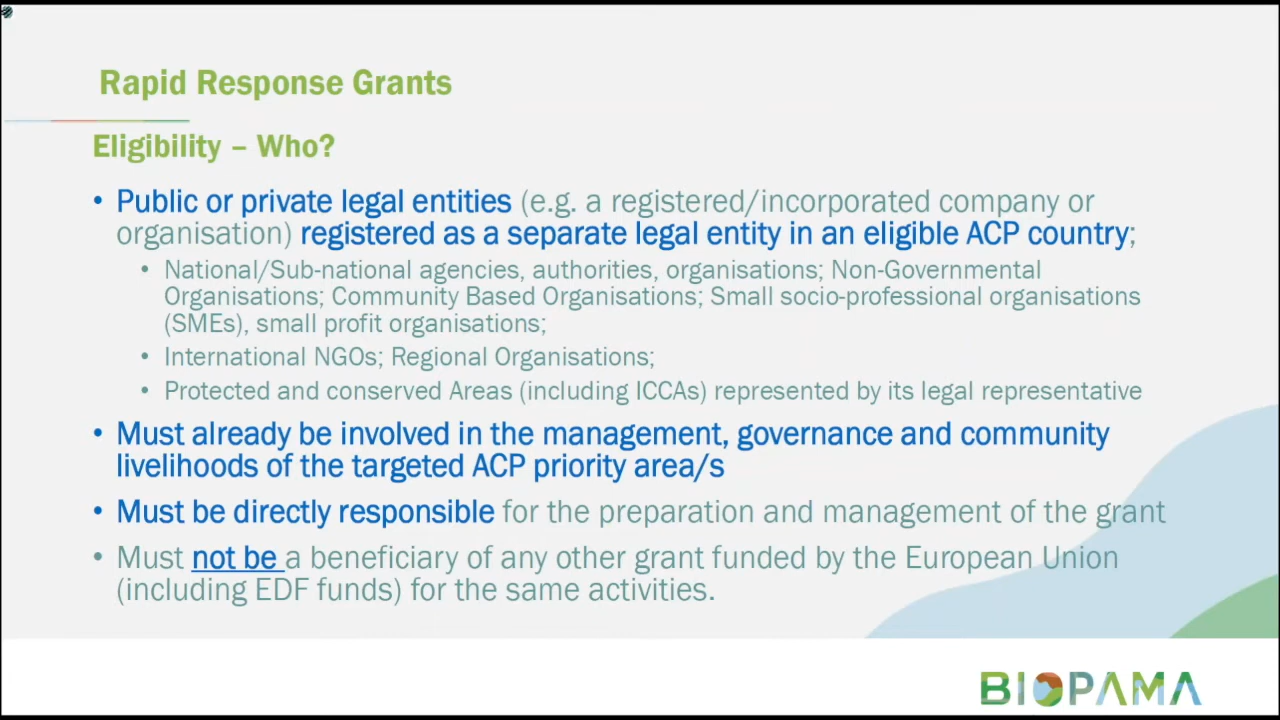 Rapid Response Grants
Eligibility – Who?
• Public or private legal entities (e.g. a registered/incorporated company or
organisation) registered as a separate legal entity in an eligible ACP country;
• National/Sub-national agencies, authorities, organisations; Non-Governmental
Organisations; Community Based Organisations; Small socio-professional organisations
(SMEs), small profit organisations;
• International NGOs; Regional Organisations;
• Protected and conserved Areas (including ICCAs) represented by its legal representative
• Must already be involved in the management, governance and community
livelihoods of the targeted ACP priority area/s
• Must be directly responsible for the preparation and management of the grant
• Must not be a beneficiary of any other grant funded by the European Union
(including EDF funds) for the same activities.
BIOPAMA